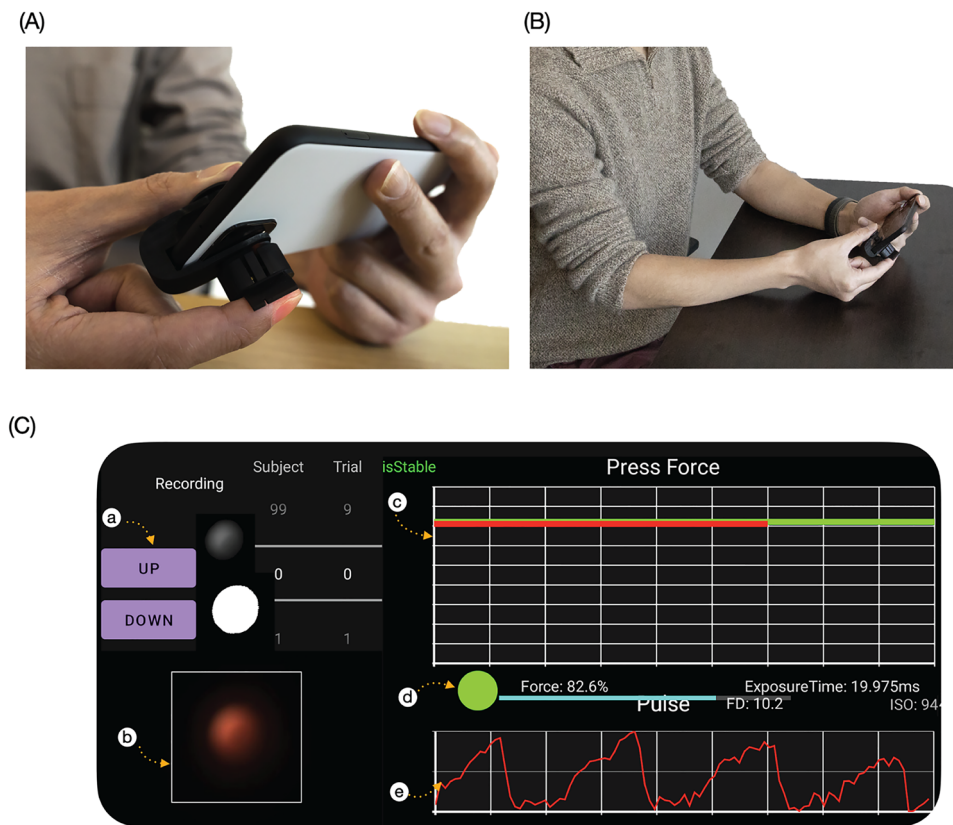 (A)
(B)
(C)
Subject Trial
Recording
99 9
a
UP
0 0
DOWN
1 1
b
isStable
Press Force
c
d
Force: 82.6%
ExposureTime: 19.975ms
Pulse
FD: 10.2
ISO: 944
e